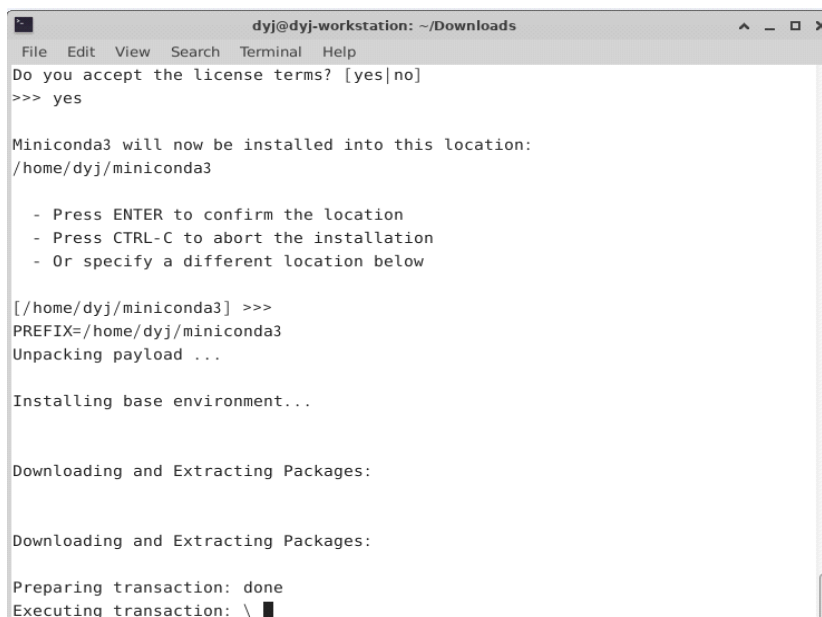 dyj@dyj-workstation: ~/Downloads
File Edit View Search Terminal Help
Do you accept the license terms? [yes|no]
>>> yes
Miniconda3 will now be installed into this location:
/home/dyj/miniconda3
- Press ENTER to confirm the location
- Press CTRL-C to abort the installation
- Or specify a different location below
[/home/dyj/miniconda3] >>>
PREFIX=/home/dyj/miniconda3
Unpacking payload ...
Installing base environment...
Downloading and Extracting Packages:
Downloading and Extracting Packages:
Preparing transaction: done
Executing transaction: \